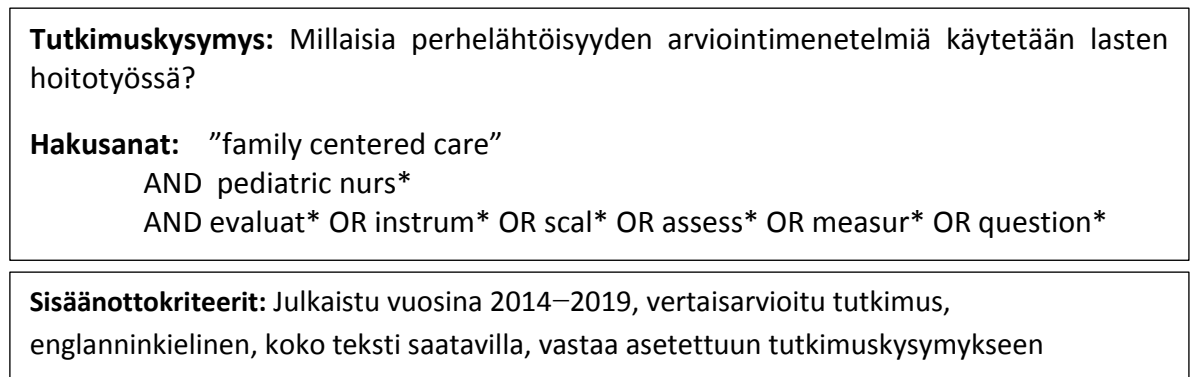 Tutkimuskysymys: Millaisia perhelähtöisyyden arviointimenetelmiä käytetään lasten
hoitotyössä?
Hakusanat: ”family centered care”
AND pediatric nurs*
AND evaluat* OR instrum* OR scal* OR assess* OR measur* OR question*
Sisäänottokriteerit: Julkaistu vuosina 2014−2019, vertaisarvioitu tutkimus,
englanninkielinen, koko teksti saatavilla, vastaa asetettuun tutkimuskysymykseen